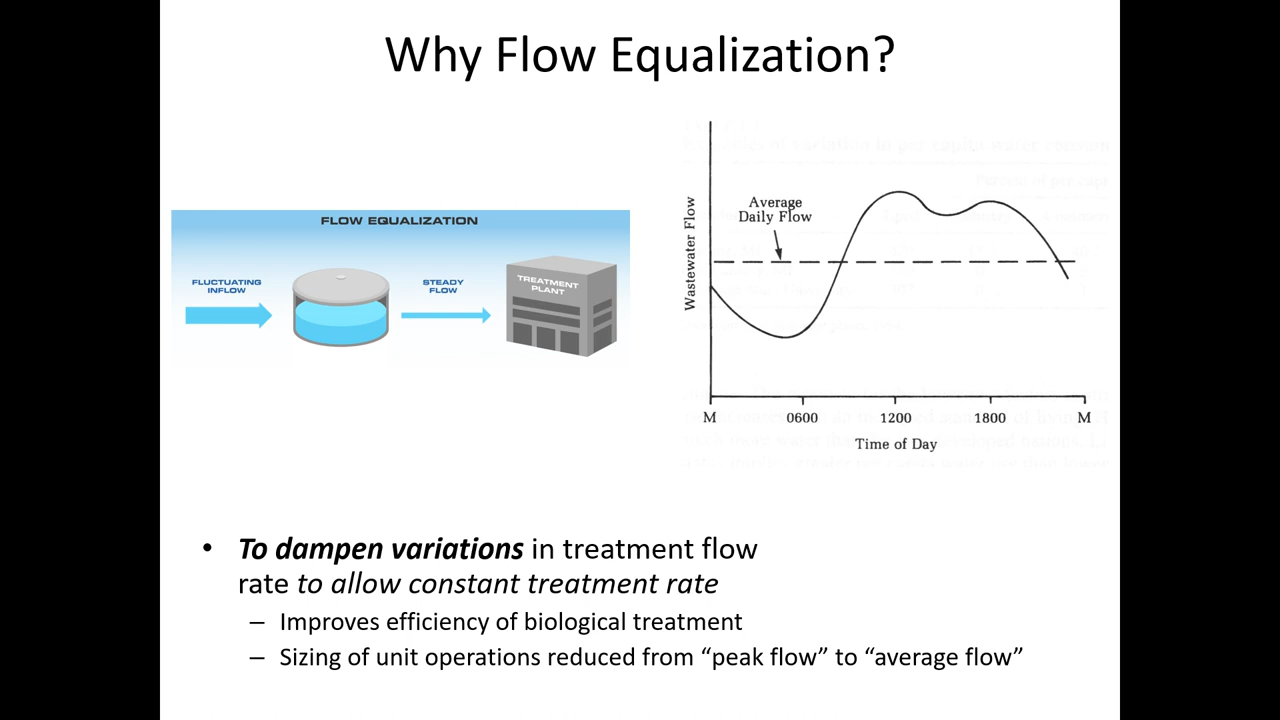 Why Flow Equalization?
FLOW EQUALIZATION
FLUCTUATING
INFLOW
STEADY
FLOW
TREATMENT
PLANT
Wastewater Flow
Average
Daily Flow
M 0600 1200 1800 M
Time of Day
• To dampen variations in treatment flow
rate to allow constant treatment rate
– Improves efficiency of biological treatment
– Sizing of unit operations reduced from “peak flow” to “average flow”